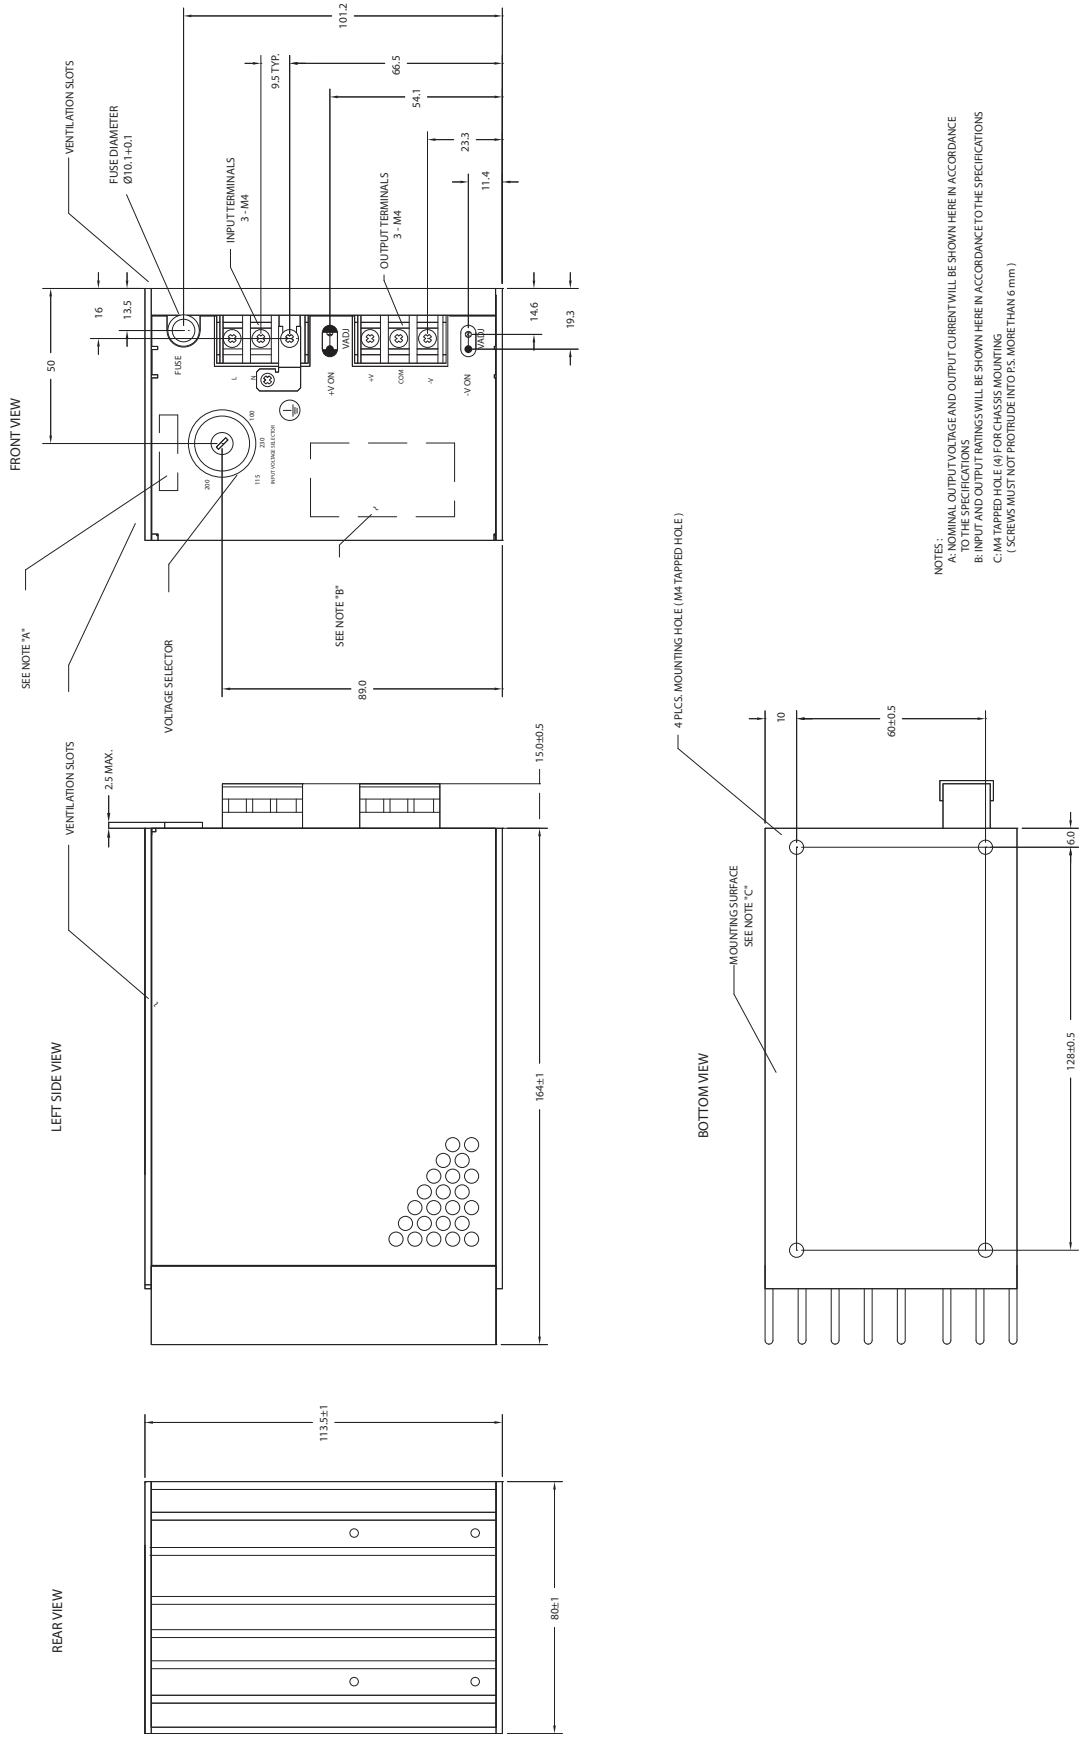 FRONT VIEW
VENTILATION SLOTS
FUSE DIAMETER
Ø10.1+0.1
INPUT TERMINALS
3 - M4
OUTPUT TERMINALS
3 - M4
101.2
9.5 TYP.
66.5
54.1
23.3
11.4
50
16
13.5
14.6
19.3
FUSE
L
N
+V ON
VADJ
+V
COM
-V
-V ON
VADJ
200
115
230
100
INPUT VOLTAGE SELECTOR
SEE NOTE "A"
VOLTAGE SELECTOR
SEE NOTE "B"
89.0
LEFT SIDE VIEW
VENTILATION SLOTS
2.5 MAX.
15.0±0.5
164±1
REAR VIEW
113.5±1
80±1
BOTTOM VIEW
MOUNTING SURFACE
SEE NOTE "C"
4 PLCS. MOUNTING HOLE ( M4 TAPPED HOLE )
10
60±0.5
6.0
128±0.5
NOTES :
A: NOMINAL OUTPUT VOLTAGE AND OUTPUT CURRENT WILL BE SHOWN HERE IN ACCORDANCE
TO THE SPECIFICATIONS
B: INPUT AND OUTPUT RATINGS WILL BE SHOWN HERE IN ACCORDANCE TO THE SPECIFICATIONS
C: M4 TAPPED HOLE (4) FOR CHASSIS MOUNTING
( SCREWS MUST NOT PROTRUDE INTO P.S. MORE THAN 6 mm )